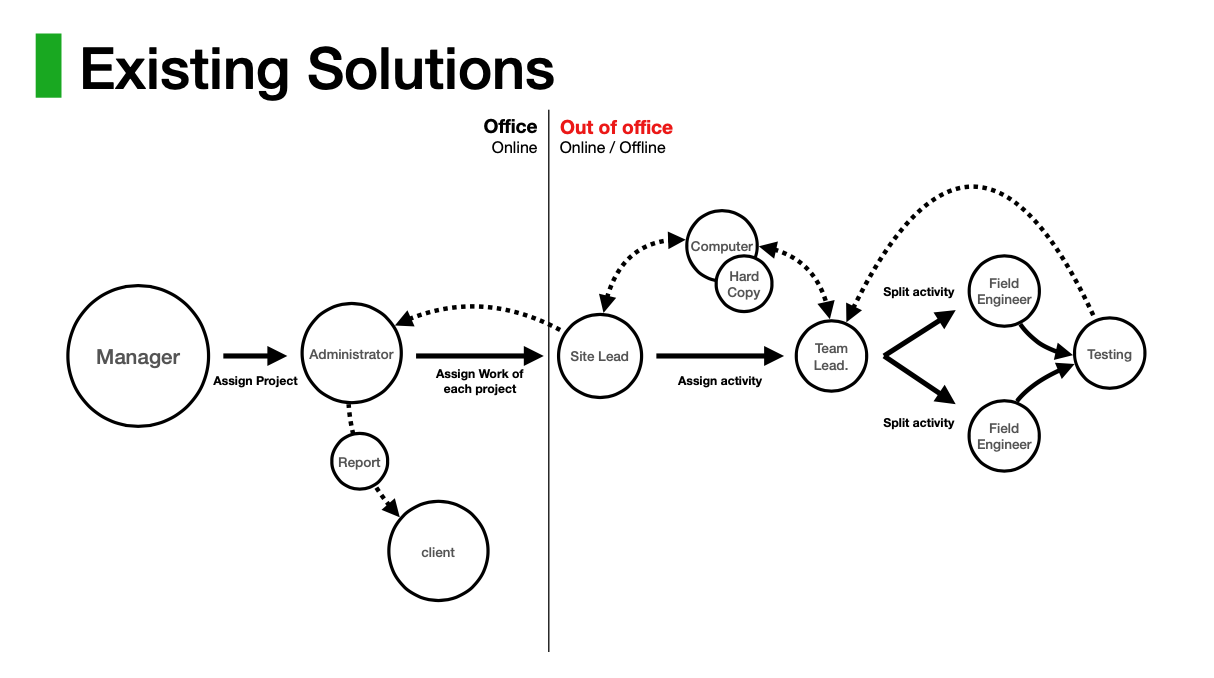 Existing Solutions
Office
Online
Out of office
Online / Offline
Manager
Assign Project
Administrator
Assign Work of
each project
Report
client
Site Lead
Computer
Hard
Copy
Assign activity
Team
Lead.
Split activity
Split activity
Field
Engineer
Field
Engineer
Testing